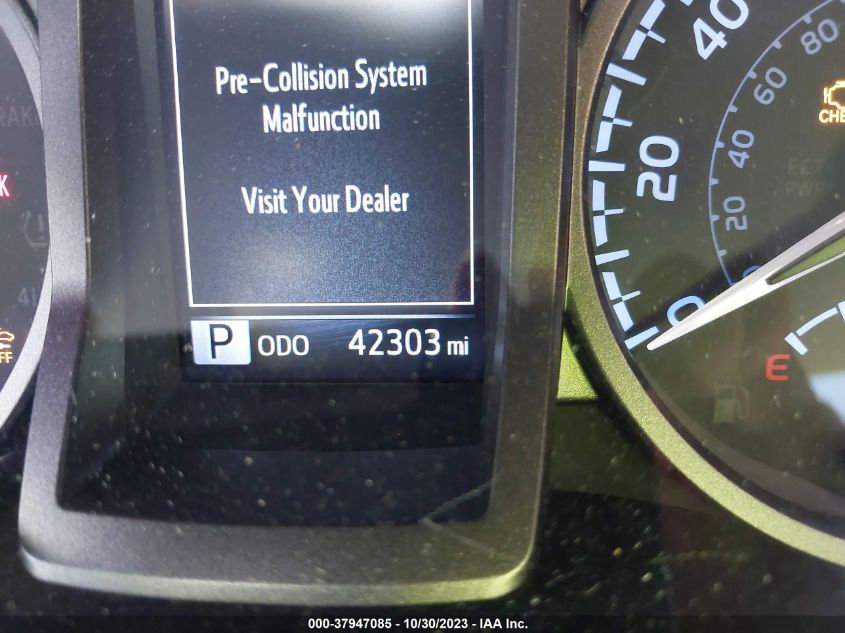 Pre-Collision System
Malfunction
Visit Your Dealer
P ODO 42303 mi
40
20
0
80
60
40
20
0
E
000-37947085 - 10/30/2023 - IAA Inc.